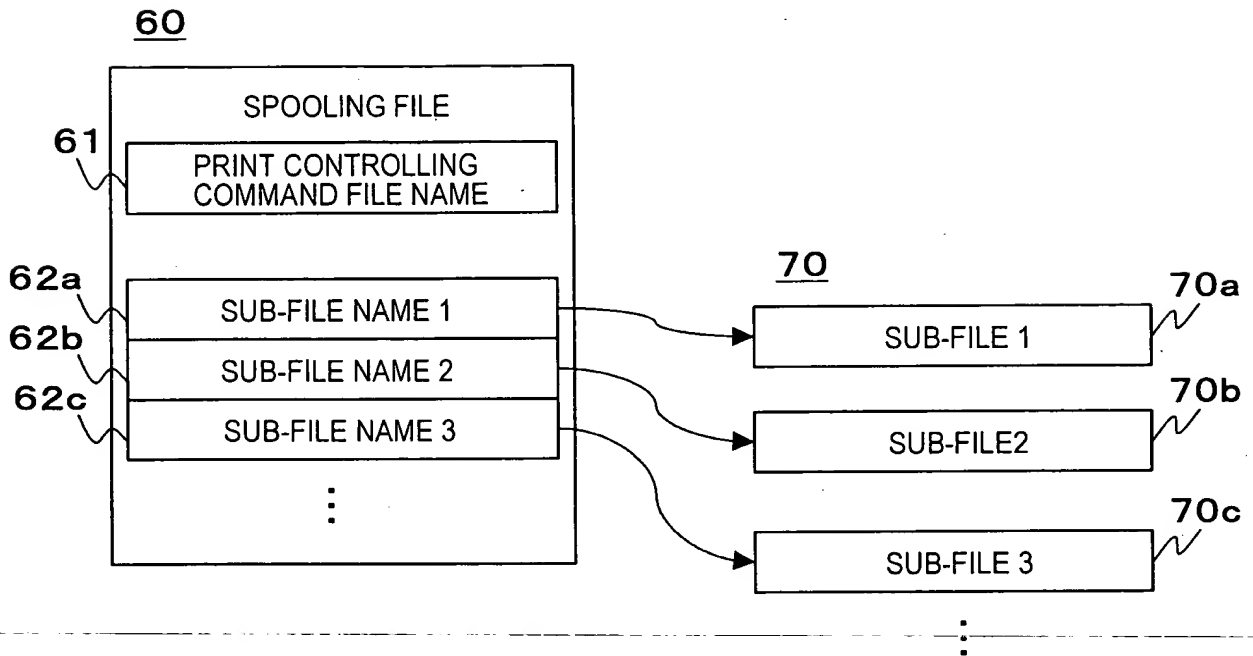 60
SPOOLING FILE
61
PRINT CONTROLLING
COMMAND FILE NAME
62a
SUB-FILE NAME 1
62b
SUB-FILE NAME 2
62c
SUB-FILE NAME 3
70
70a
SUB-FILE 1
70b
SUB-FILE2
70c
SUB-FILE 3